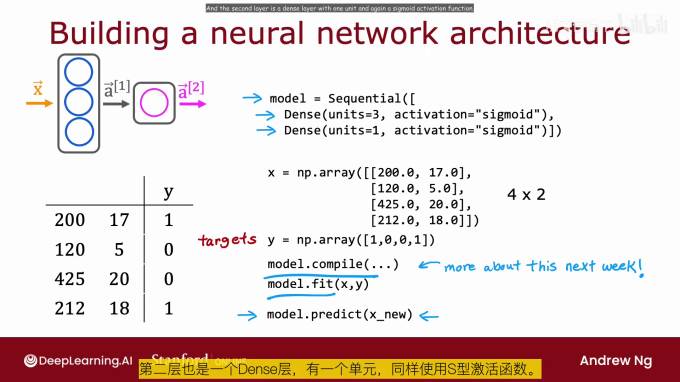 And the second layer is a dense layer with one unit and again a sigmoid activation function.
Building a neural network architecture
x⃗ a⃗[1] a⃗[2]
model = Sequential([
Dense(units=3, activation="sigmoid"),
Dense(units=1, activation="sigmoid")])
x = np.array([[200.0, 17.0],
[120.0, 5.0],
[425.0, 20.0],
[212.0, 18.0]])
4 x 2
y
200 17 1
120 5 0
425 20 0
212 18 1
targets y = np.array([1,0,0,1])
model.compile(...) ← more about this next week!
model.fit(x,y)
→ model.predict(x_new) ←
DeepLearning.AI Stanford Andrew Ng
第二层也是一个Dense层，有一个单元，同样使用S型激活函数。